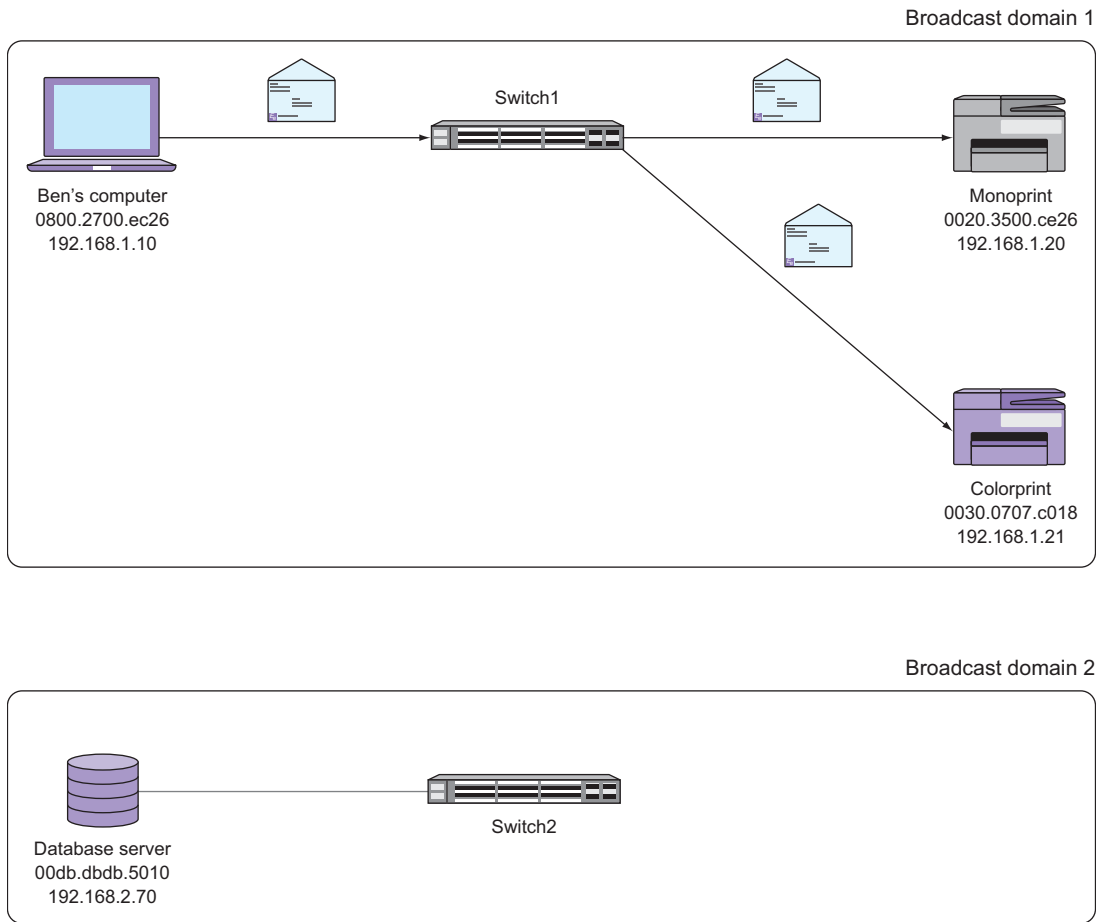 Broadcast domain 1
Switch1
Ben's computer
0800.2700.ec26
192.168.1.10
Monoprint
0020.3500.ce26
192.168.1.20
Colorprint
0030.0707.c018
192.168.1.21
Broadcast domain 2
Switch2
Database server
00db.dbdb.5010
192.168.2.70